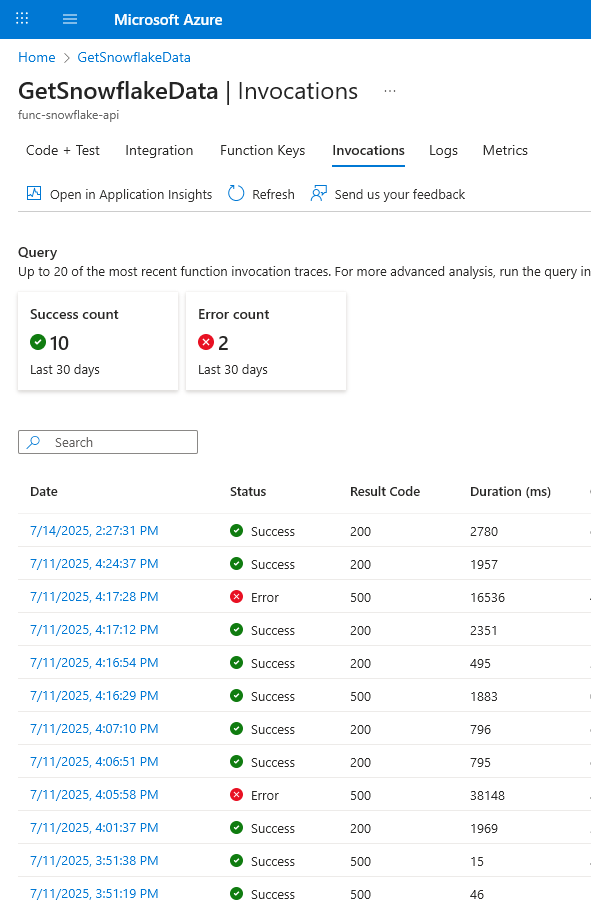 Microsoft Azure
Home > GetSnowflakeData
GetSnowflakeData | Invocations ...
func-snowflake-api
Code + Test Integration Function Keys Invocations Logs Metrics
Open in Application Insights Refresh Send us your feedback
Query
Up to 20 of the most recent function invocation traces. For more advanced analysis, run the query in
Success count Error count
10 2
Last 30 days Last 30 days
Search
Date Status Result Code Duration (ms)
7/14/2025, 2:27:31 PM Success 200 2780
7/11/2025, 4:24:37 PM Success 200 1957
7/11/2025, 4:17:28 PM Error 500 16536
7/11/2025, 4:17:12 PM Success 200 2351
7/11/2025, 4:16:54 PM Success 200 495
7/11/2025, 4:16:29 PM Success 500 1883
7/11/2025, 4:07:10 PM Success 200 796
7/11/2025, 4:06:51 PM Success 200 795
7/11/2025, 4:05:58 PM Error 500 38148
7/11/2025, 4:01:37 PM Success 200 1969
7/11/2025, 3:51:38 PM Success 500 15
7/11/2025, 3:51:19 PM Success 500 46